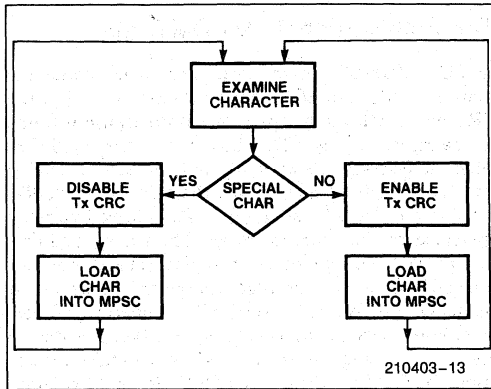 EXAMINE
CHARACTER
SPECIAL
CHAR
YES
NO
DISABLE
Tx CRC
ENABLE
Tx CRC
LOAD
CHAR
INTO MPSC
LOAD
CHAR
INTO MPSC
210403-13